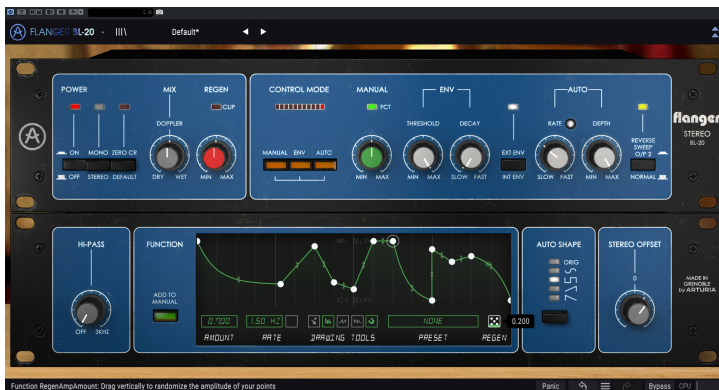 FLANGER BL-20
Default*
POWER
MIX
REGEN
CONTROL MODE
MANUAL
ENV
AUTO
CLIP
FCT
DOPPLER
THRESHOLD
DECAY
RATE
DEPTH
flanger
STEREO
BL-20
REVERSE
SWEEP
O/P 2
ON
MONO
ZERO CR
MANUAL
ENV
AUTO
EXT ENV
OFF
STEREO
DEFAULT
DRY
WET
MIN
MAX
MIN
MAX
MIN
MAX
SLOW
FAST
INT ENV
SLOW
FAST
MIN
MAX
NORMAL
HI-PASS
FUNCTION
AUTO SHAPE
STEREO OFFSET
ORIG
0
MIN DELAY
MAX DELAY
ADD TO
MANUAL
MADE IN
GRENOBLE
by ARTURIA
OFF
3KHZ
0.700
1.50 HZ
NONE
0.200
AMOUNT
RATE
DRAWING TOOLS
PRESET
REGEN
Function RegenAmpAmount: Drag vertically to randomize the amplitude of your points
Panic
Bypass
CPU